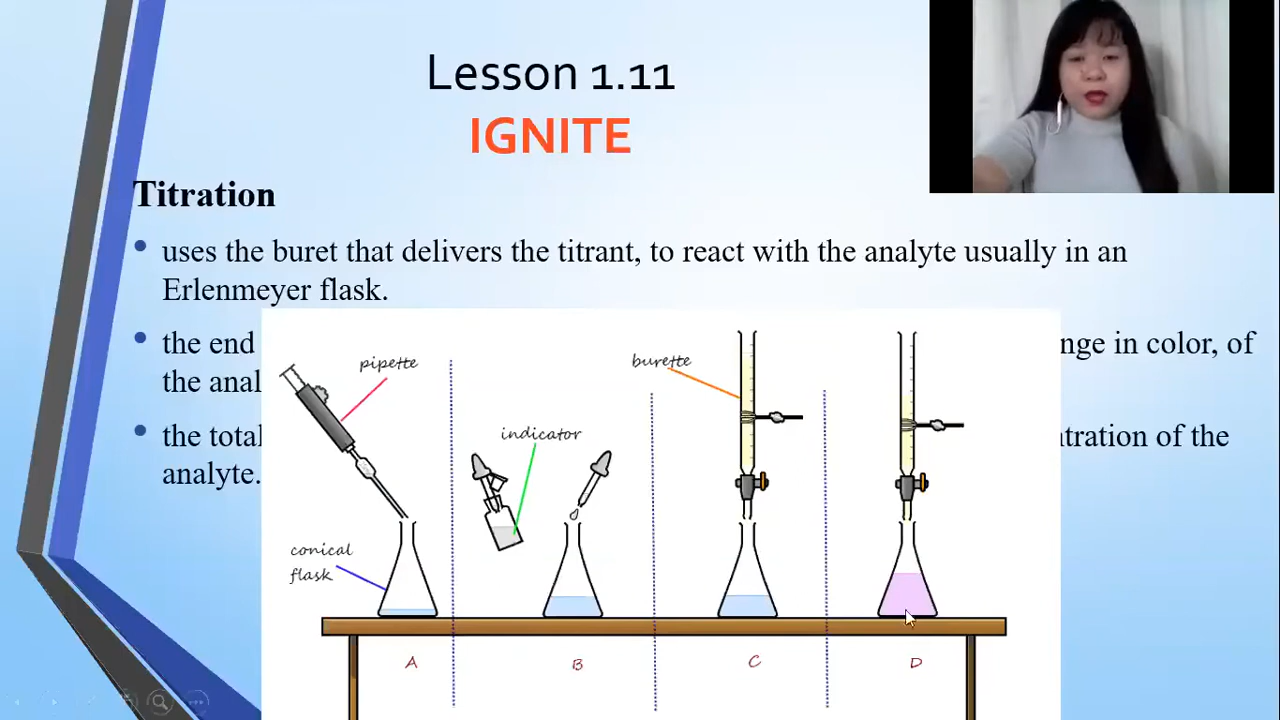 Lesson 1.11
IGNITE
Titration
• uses the buret that delivers the titrant, to react with the analyte usually in an
Erlenmeyer flask.
• the end nge in color, of
the anal
• the total tration of the
analyte.
pipette
burette
indicator
conical
flask
A
B
C
D